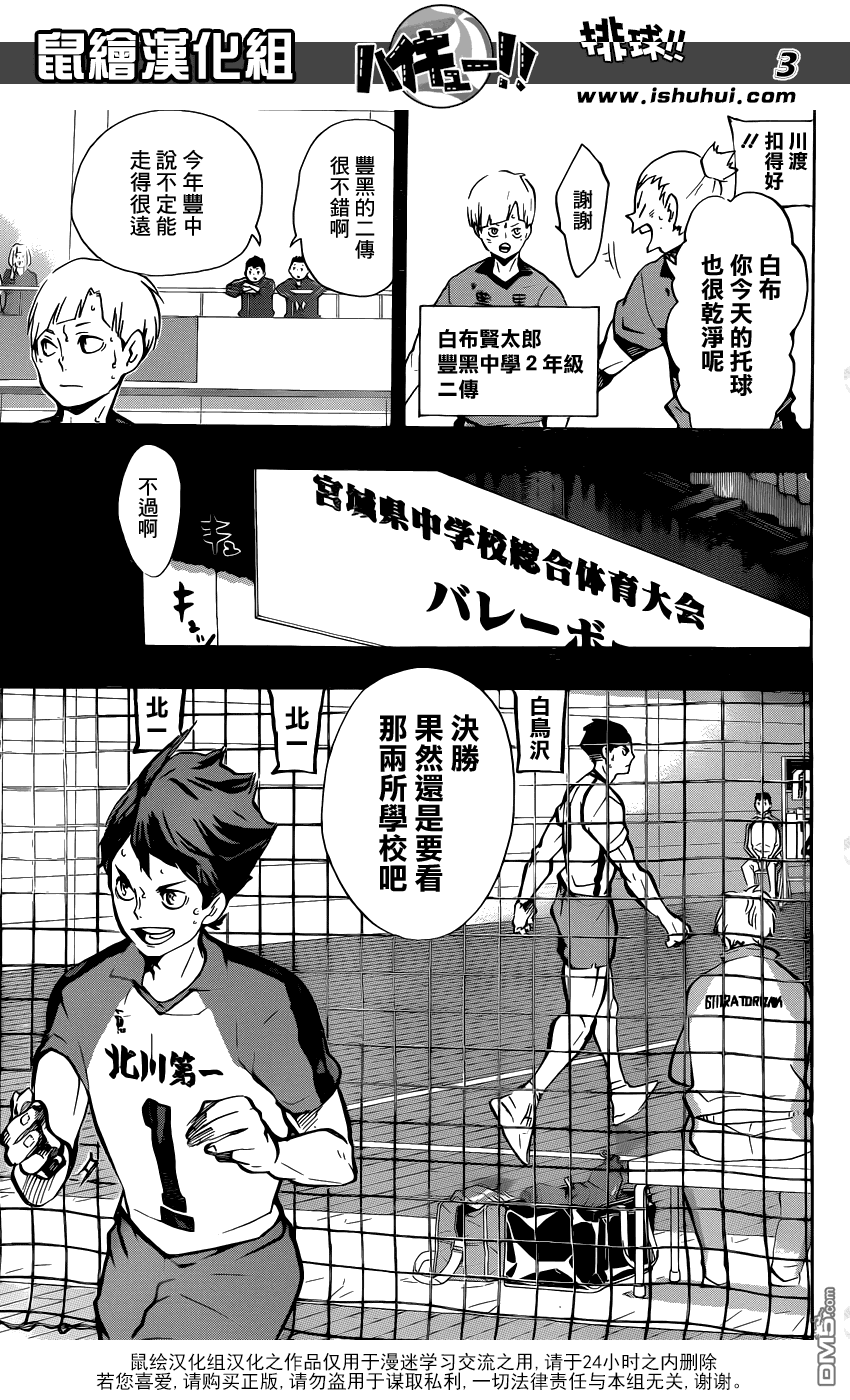 鼠繪漢化組
ハイキュー!!
排球!!
3
www.ishuhui.com
川渡
扣得好
!!
白布
你今天的托球
也很乾淨呢
謝謝
白布賢太郎
豐黑中學2年級
二傳
豐黑的二傳
很不錯啊
今年豐中
說不定能
走得很遠
宮城県中学校総合体育大会
バレーボー
不過啊
キュッ
決勝
果然還是要看
那兩所學校吧
白鳥沢
北一
北一
北川第一
1
DM5.com
鼠绘汉化组汉化之作品仅用于漫迷学习交流之用, 请于24小时之内删除
若您喜爱, 请购买正版, 请勿盗用于谋取私利, 一切法律责任与本组无关, 谢谢。